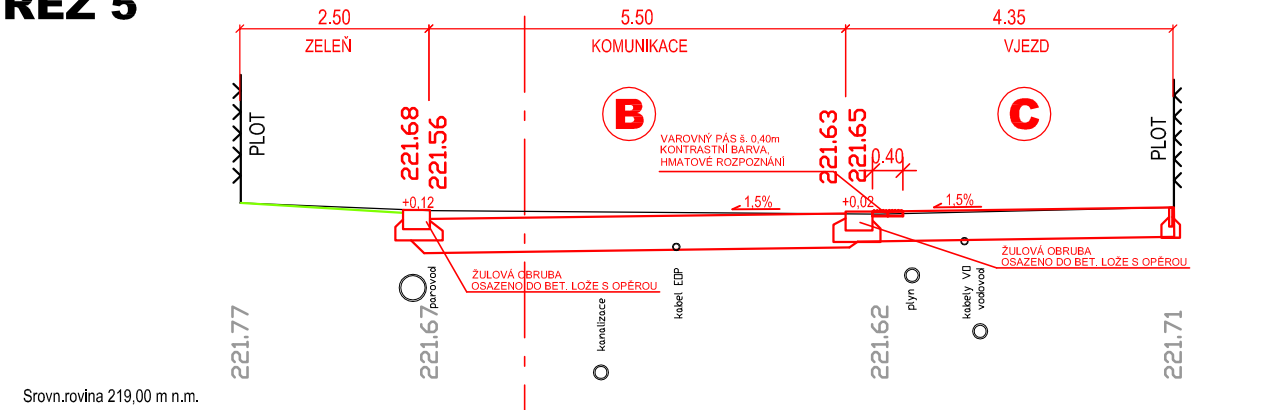 ŘEZ 5
2.50
5.50
4.35
ZELEŇ
KOMUNIKACE
VJEZD
B
C
PLOT
PLOT
221.68
221.56
221.63
221.65
VAROVNÝ PÁS š. 0,40m
KONTRASTNÍ BARVA,
HMATOVÉ ROZPOZNÁNÍ
0.40
+0,12
1,5%
+0,02
1,5%
ŽULOVÁ OBRUBA
OSAZENO DO BET. LOŽE S OPĚROU
ŽULOVÁ OBRUBA
OSAZENO DO BET. LOŽE S OPĚROU
parovod
kanalizace
kabel EOP
plyn
kabely VO
vodovod
221.77
221.67
221.62
221.71
Srovn.rovina 219,00 m n.m.